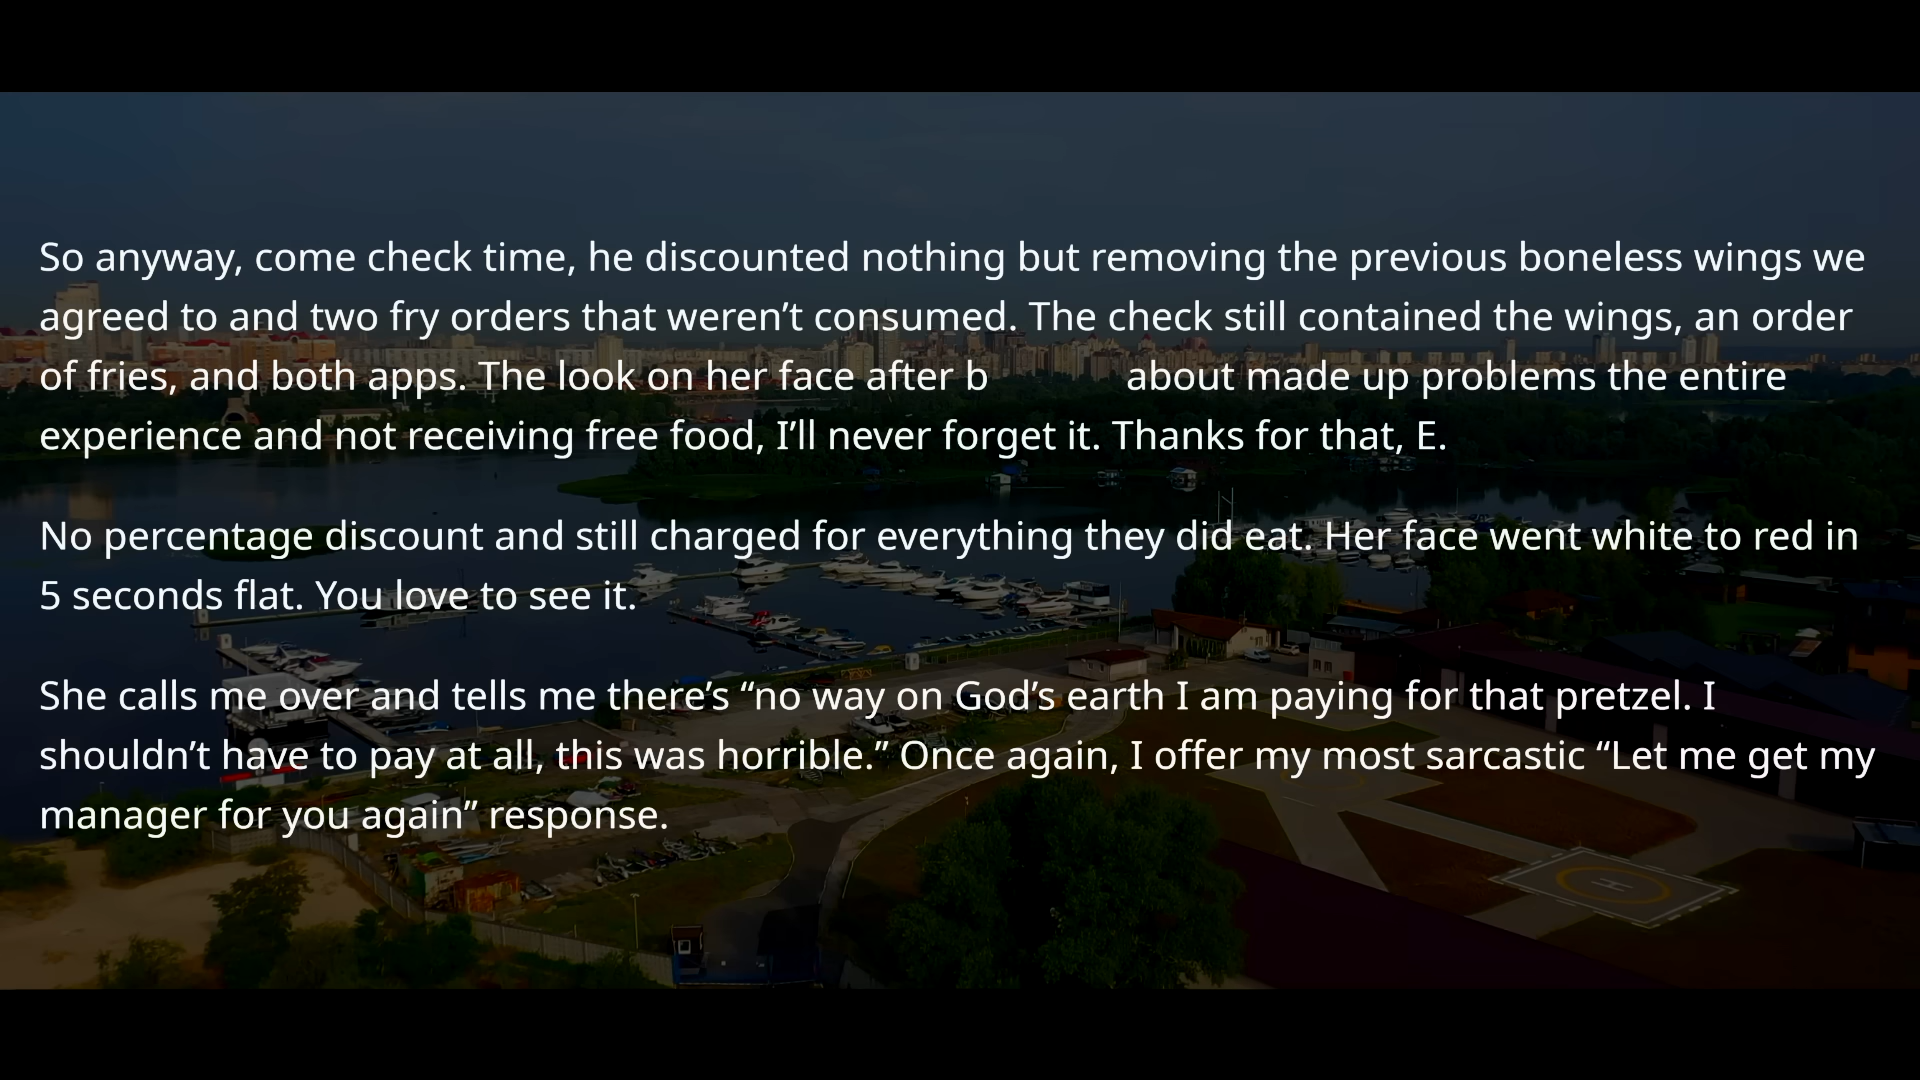 So anyway, come check time, he discounted nothing but removing the previous boneless wings we
agreed to and two fry orders that weren’t consumed. The check still contained the wings, an order
of fries, and both apps. The look on her face after b about made up problems the entire
experience and not receiving free food, I’ll never forget it. Thanks for that, E.
No percentage discount and still charged for everything they did eat. Her face went white to red in
5 seconds flat. You love to see it.
She calls me over and tells me there’s “no way on God’s earth I am paying for that pretzel. I
shouldn’t have to pay at all, this was horrible.” Once again, I offer my most sarcastic “Let me get my
manager for you again” response.